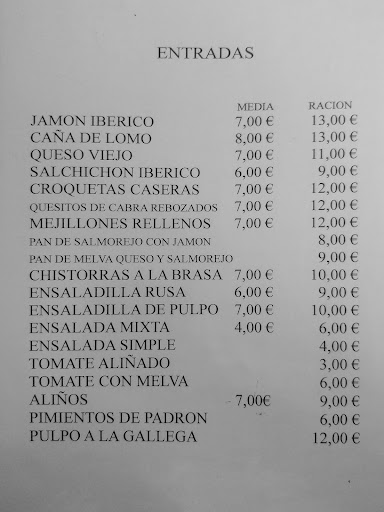 ENTRADAS
MEDIA RACION
JAMON IBERICO 7,00 € 13,00 €
CAÑA DE LOMO 8,00 € 13,00 €
QUESO VIEJO 7,00 € 11,00 €
SALCHICHON IBERICO 6,00 € 9,00 €
CROQUETAS CASERAS 7,00 € 12,00 €
QUESITOS DE CABRA REBOZADOS 7,00 € 12,00 €
MEJILLONES RELLENOS 7,00 € 12,00 €
PAN DE SALMOREJO CON JAMON 8,00 €
PAN DE MELVA QUESO Y SALMOREJO 9,00 €
CHISTORRAS A LA BRASA 7,00 € 10,00 €
ENSALADILLA RUSA 6,00 € 9,00 €
ENSALADILLA DE PULPO 7,00 € 10,00 €
ENSALADA MIXTA 4,00 € 6,00 €
ENSALADA SIMPLE 4,00 €
TOMATE ALIÑADO 3,00 €
TOMATE CON MELVA 6,00 €
ALIÑOS 7,00€ 9,00 €
PIMIENTOS DE PADRON 6,00 €
PULPO A LA GALLEGA 12,00 €